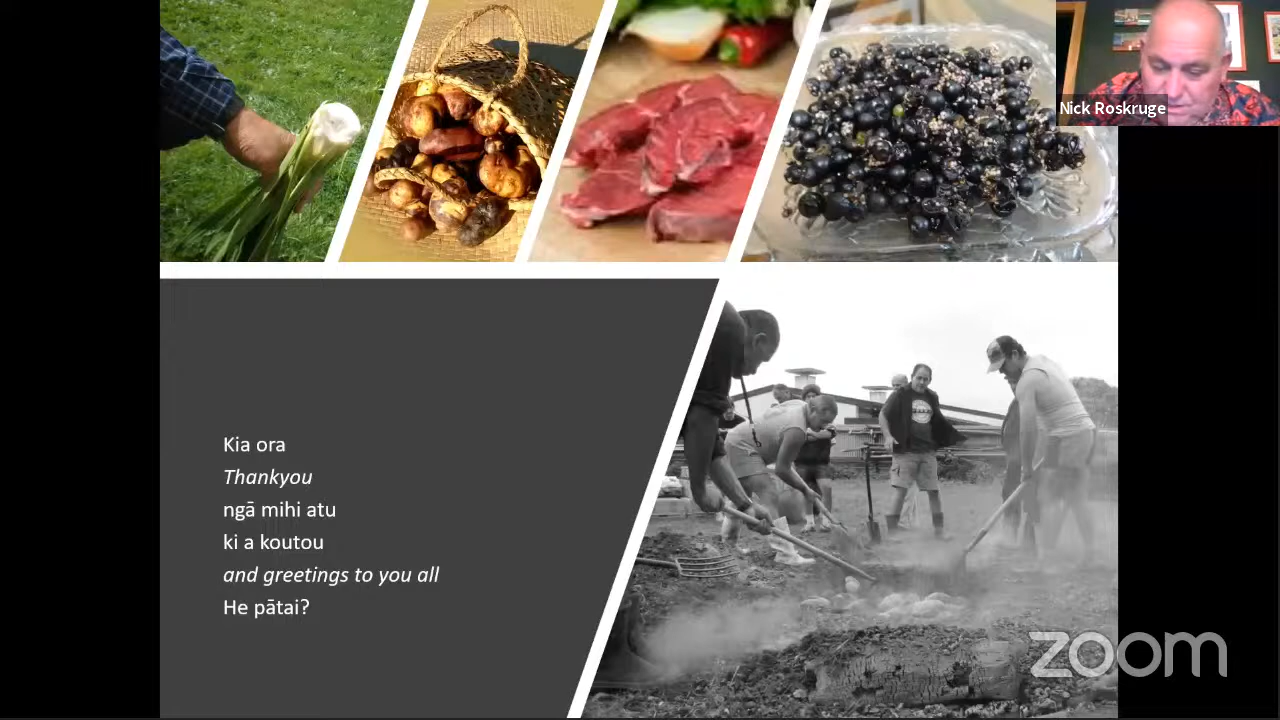 Nick Roskruge
Kia ora
Thankyou
ngā mihi atu
ki a koutou
and greetings to you all
He pātai?
zoom